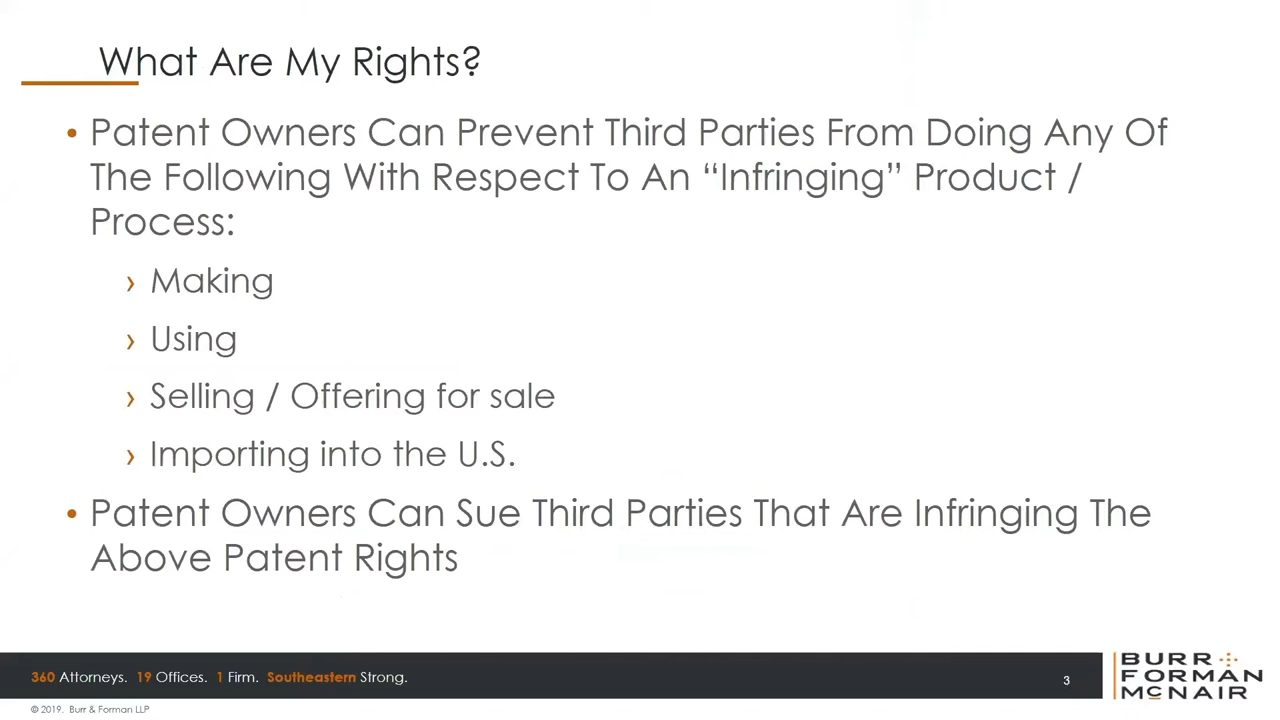 What Are My Rights?
• Patent Owners Can Prevent Third Parties From Doing Any Of
The Following With Respect To An “Infringing” Product /
Process:
› Making
› Using
› Selling / Offering for sale
› Importing into the U.S.
• Patent Owners Can Sue Third Parties That Are Infringing The
Above Patent Rights
360 Attorneys. 19 Offices. 1 Firm. Southeastern Strong.
3
BURR
FORMAN
MCNAIR
© 2019. Burr & Forman LLP